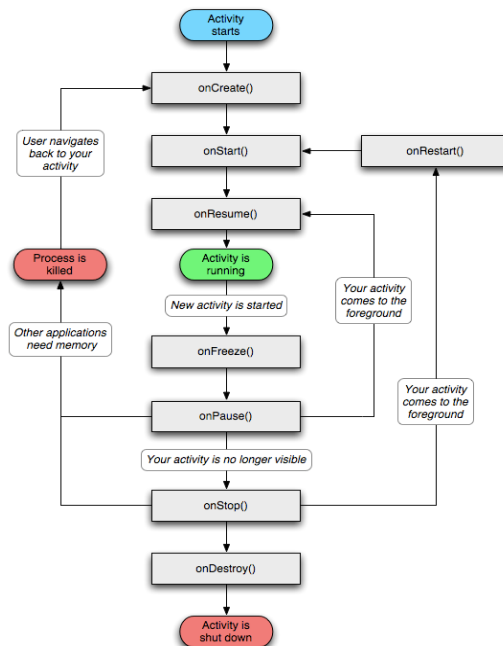 Activity
starts
onCreate()
User navigates
back to your
activity
onStart()
onRestart()
onResume()
Process is
killed
Activity is
running
New activity is started
Your activity
comes to the
foreground
Other applications
need memory
onFreeze()
Your activity
comes to the
foreground
onPause()
Your activity is no longer visible
onStop()
onDestroy()
Activity is
shut down